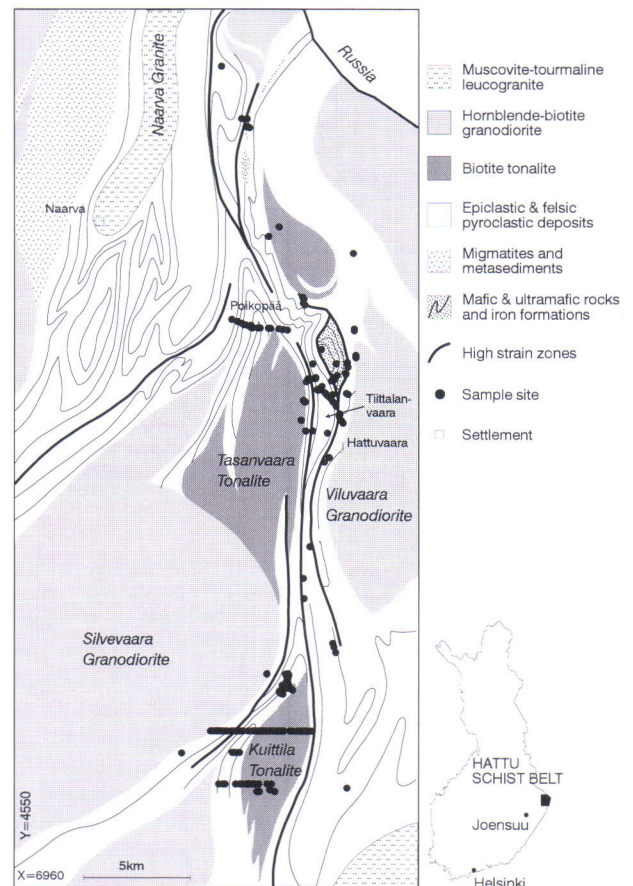 Russia
Naarva Granite
Naarva
Poikopää
Tiittalan-
vaara
Hattuvaara
Tasanvaara
Tonalite
Viluvaara
Granodiorite
Silvevaara
Granodiorite
Kuittila
Tonalite
Y=4550
X=6960
5km
Muscovite-tourmaline
leucogranite
Hornblende-biotite
granodiorite
Biotite tonalite
Epiclastic & felsic
pyroclastic deposits
Migmatites and
metasediments
Mafic & ultramafic rocks
and iron formations
High strain zones
Sample site
Settlement
HATTU
SCHIST BELT
Joensuu
Helsinki